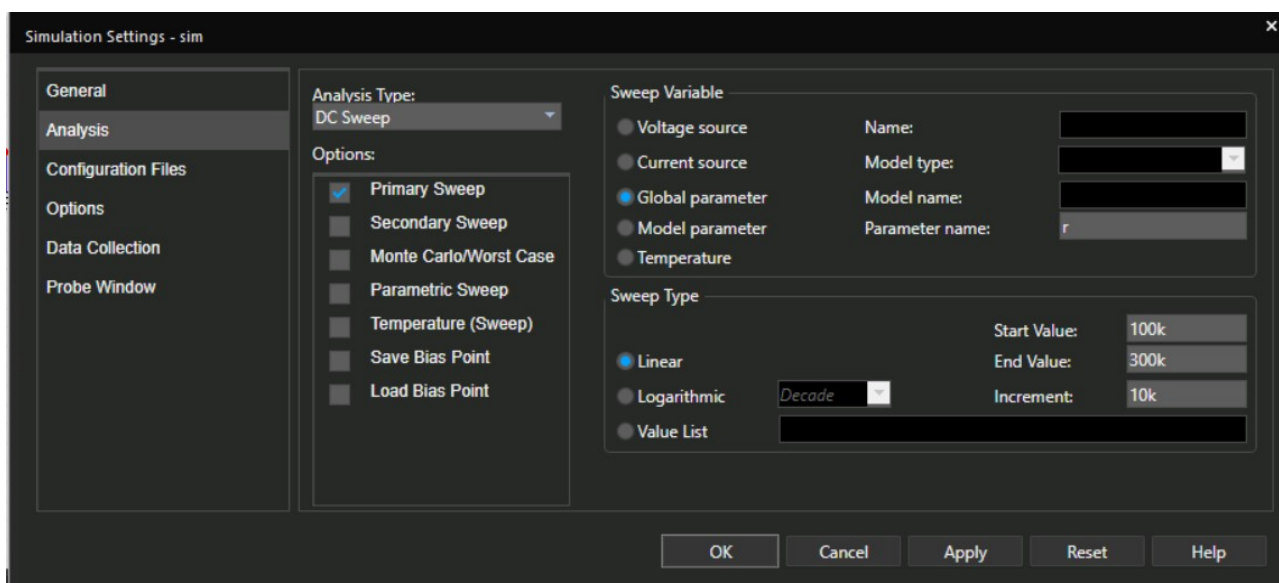 Simulation Settings - sim
×
General
Analysis
Configuration Files
Options
Data Collection
Probe Window
Analysis Type:
DC Sweep
Options:
Primary Sweep
Secondary Sweep
Monte Carlo/Worst Case
Parametric Sweep
Temperature (Sweep)
Save Bias Point
Load Bias Point
Sweep Variable
Voltage source
Current source
Global parameter
Model parameter
Temperature
Name:
Model type:
Model name:
Parameter name: r
Sweep Type
Linear
Logarithmic Decade
Value List
Start Value: 100k
End Value: 300k
Increment: 10k
OK Cancel Apply Reset Help